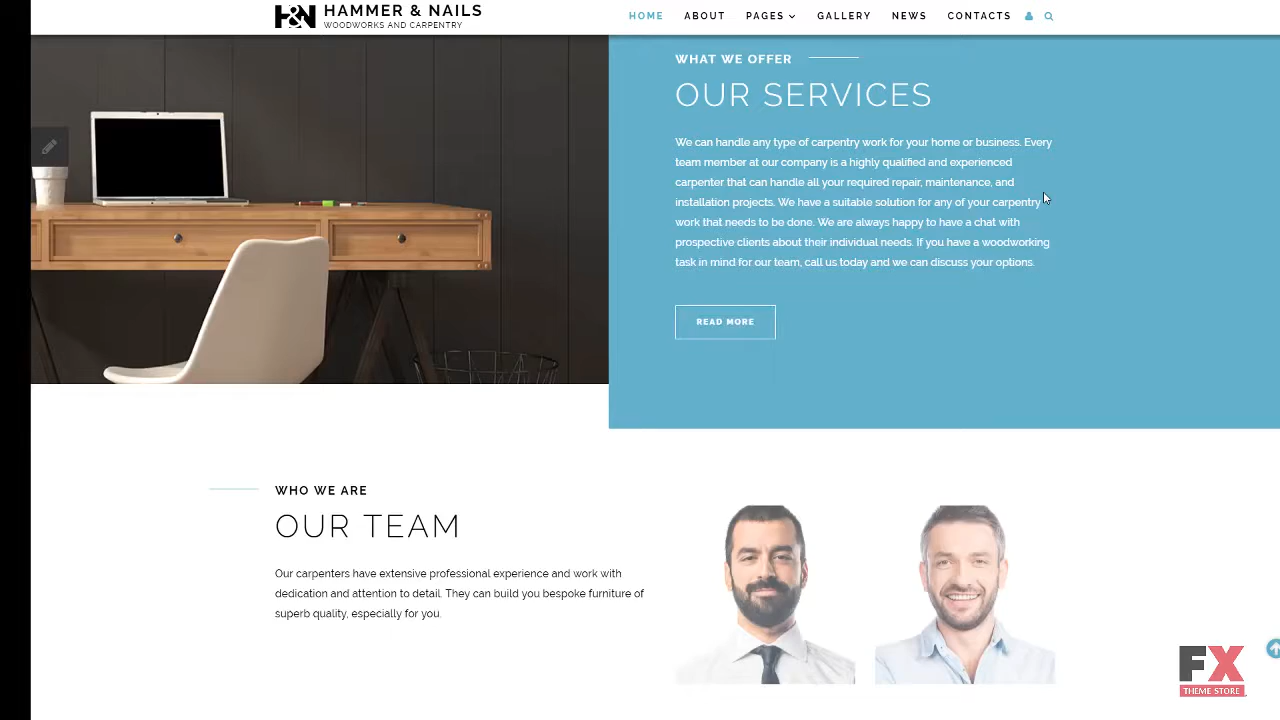 H&N
HAMMER & NAILS
WOODWORKS AND CARPENTRY
HOME ABOUT PAGES GALLERY NEWS CONTACTS
WHAT WE OFFER
OUR SERVICES
We can handle any type of carpentry work for your home or business. Every
team member at our company is a highly qualified and experienced
carpenter that can handle all your required repair, maintenance, and
installation projects. We have a suitable solution for any of your carpentry
work that needs to be done. We are always happy to have a chat with
prospective clients about their individual needs. If you have a woodworking
task in mind for our team, call us today and we can discuss your options.
READ MORE
WHO WE ARE
OUR TEAM
Our carpenters have extensive professional experience and work with
dedication and attention to detail. They can build you bespoke furniture of
superb quality, especially for you.
FX
THEME STORE